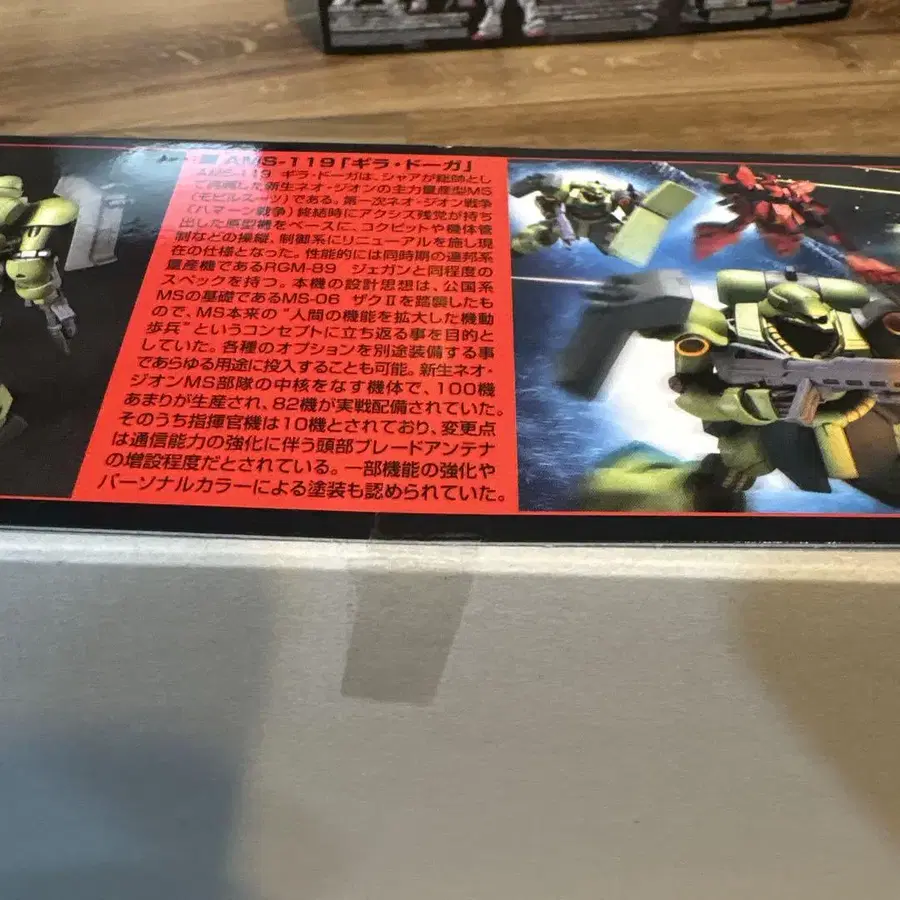 ■ AMS-119「ギラ・ドーガ」
AMS-119 ギラ・ドーガは、シャアが総帥とし
て再興した新生ネオ・ジオンの主力量産型MS
(モビルスーツ)である。第一次ネオ・ジオン戦争
(ハマーン戦争)終結時にアクシズ残党が持ち
出した原型機をベースに、コクピットや機体管
制などの操縦、制御系にリニューアルを施し現
在の仕様となった。性能的には同時期の連邦系
量産機であるRGM-89 ジェガンと同程度の
スペックを持つ。本機の設計思想は、公国系
MSの基礎であるMS-06 ザクⅡを踏襲したも
ので、MS本来の“人間の機能を拡大した機動
歩兵”というコンセプトに立ち返る事を目的と
していた。各種のオプションを別途装備する事
であらゆる用途に投入することも可能。新生ネオ・
ジオンMS部隊の中核をなす機体で、100機
あまりが生産され、82機が実戦配備されていた。
そのうち指揮官機は10機とされており、変更点
は通信能力の強化に伴う頭部ブレードアンテナ
の増設程度だとされている。一部機能の強化や
パーソナルカラーによる塗装も認められていた。